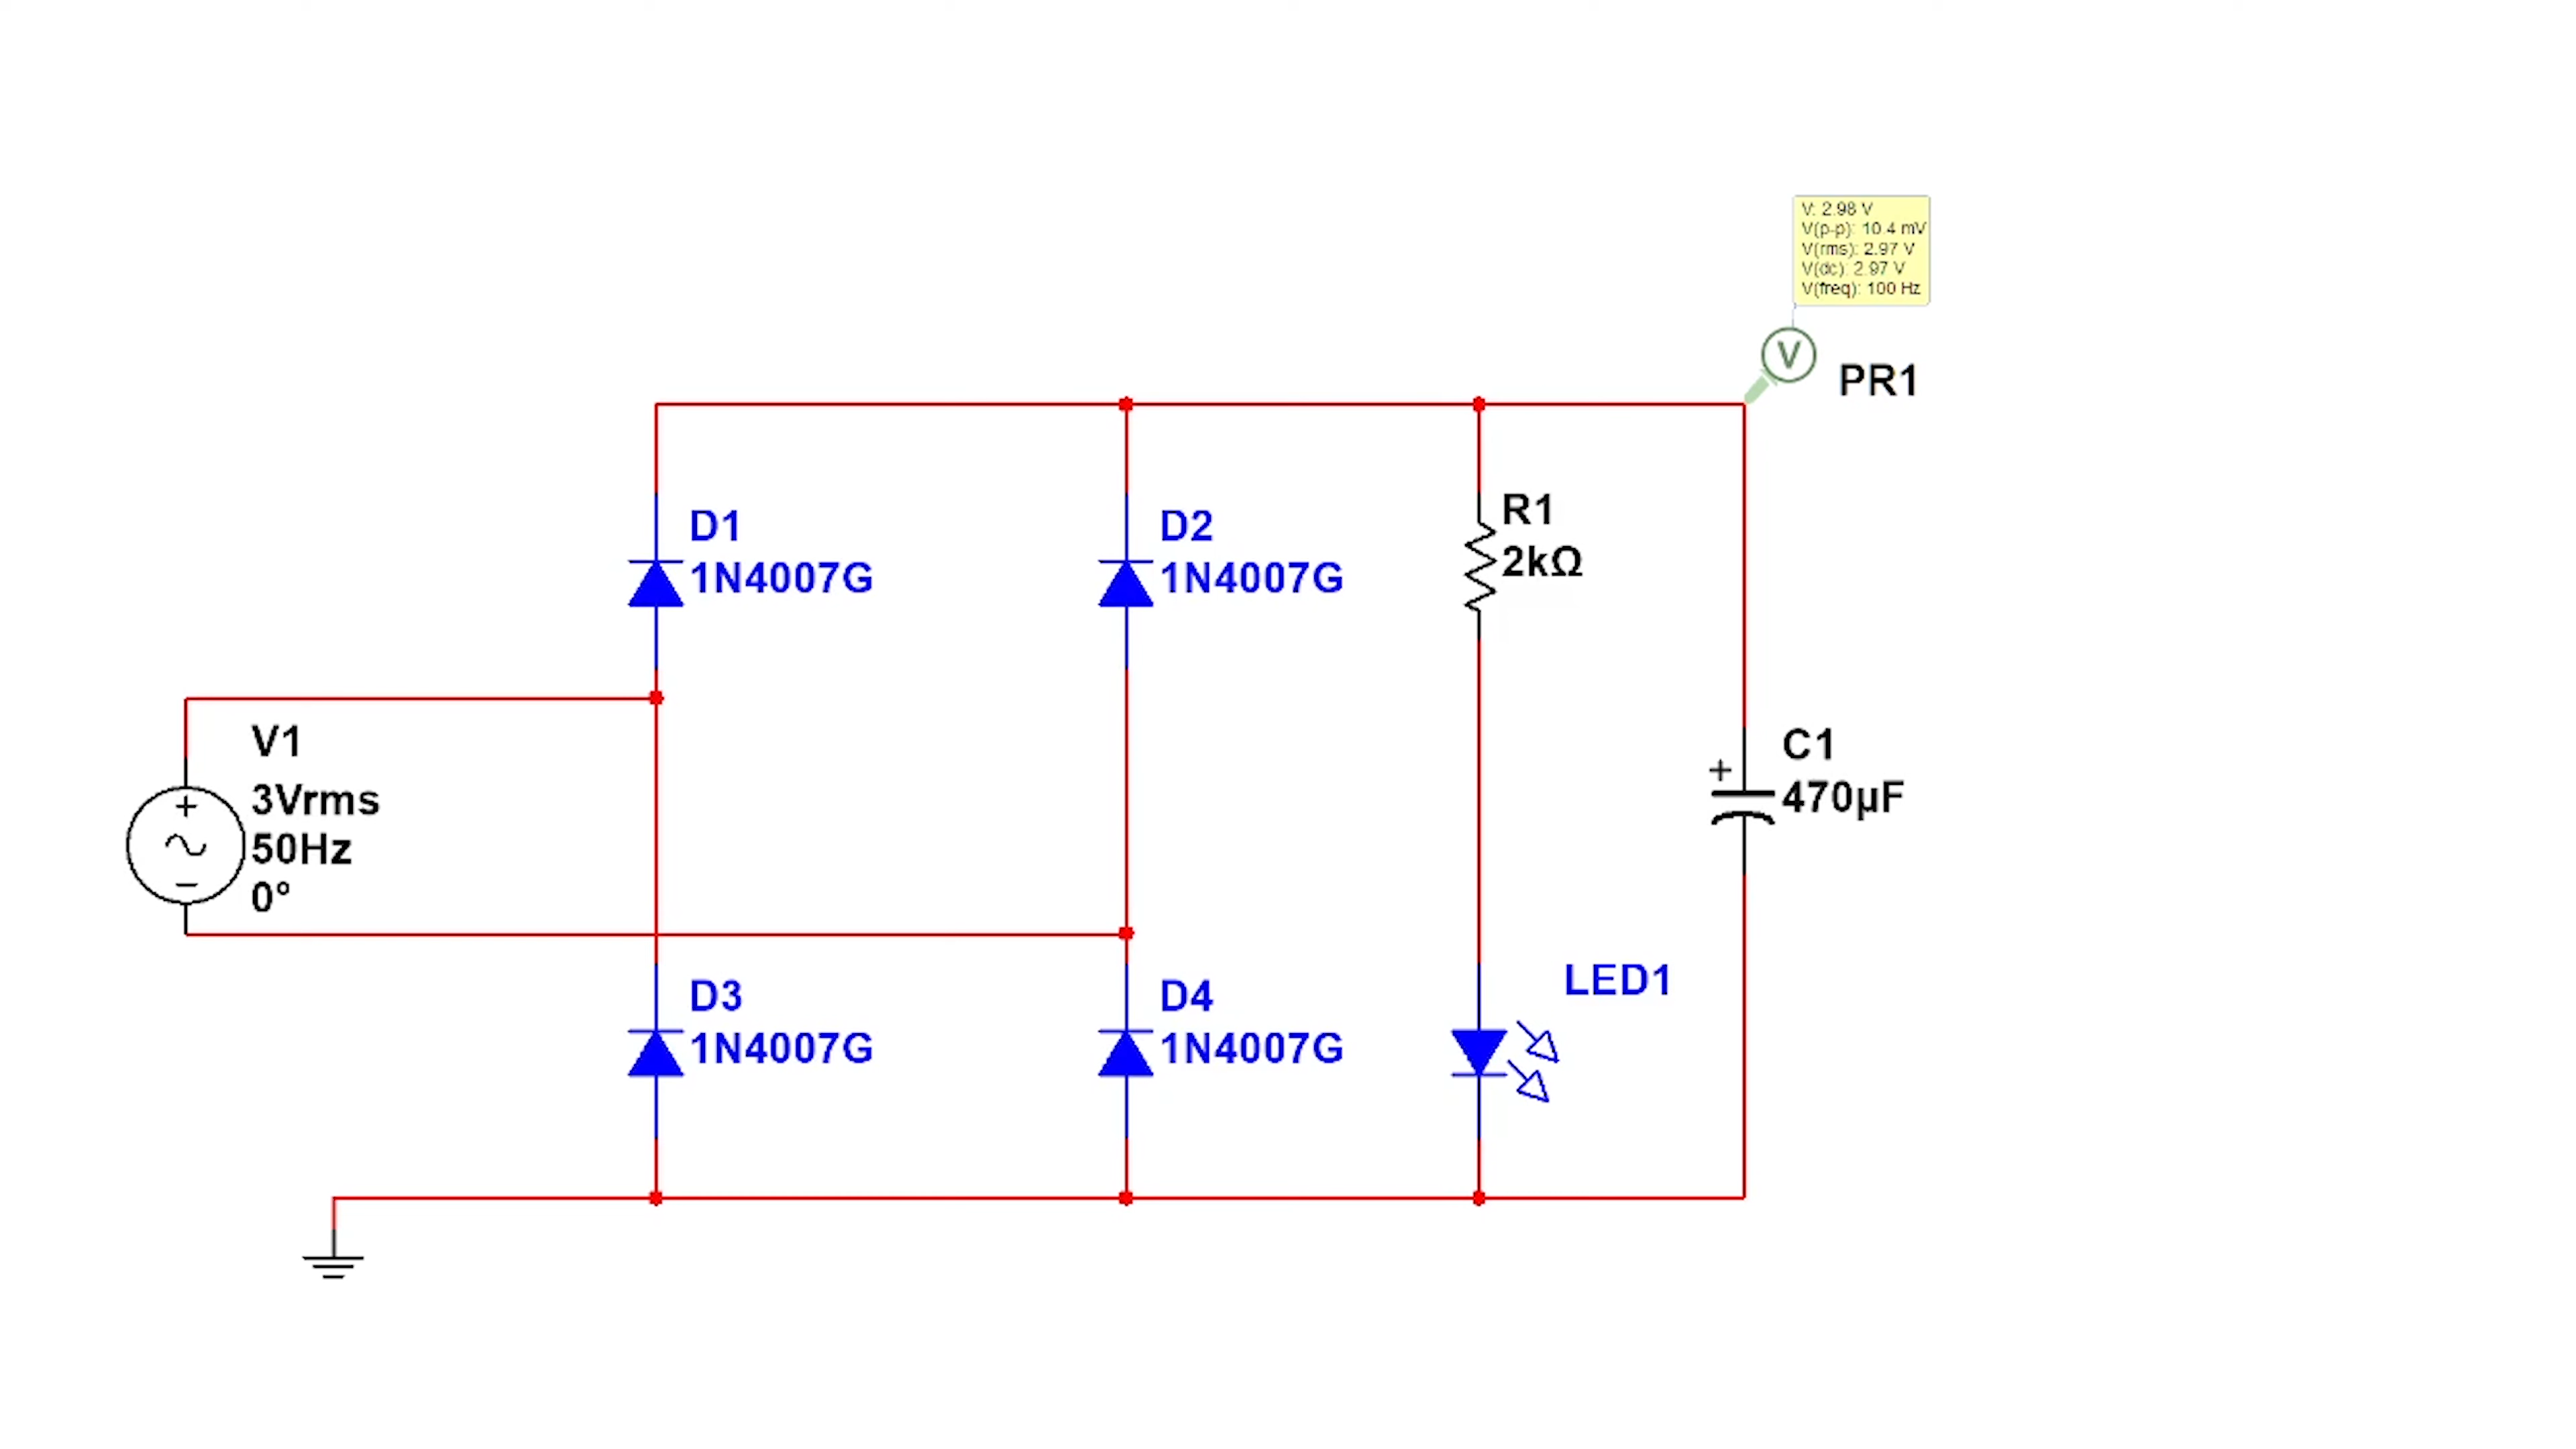 V: 2.98 V
V(p-p): 10.4 mV
V(rms): 2.97 V
V(dc): 2.97 V
V(freq): 100 Hz
V
PR1
D1
1N4007G
D2
1N4007G
R1
2kΩ
V1
3Vrms
50Hz
0°
C1
470µF
D3
1N4007G
D4
1N4007G
LED1